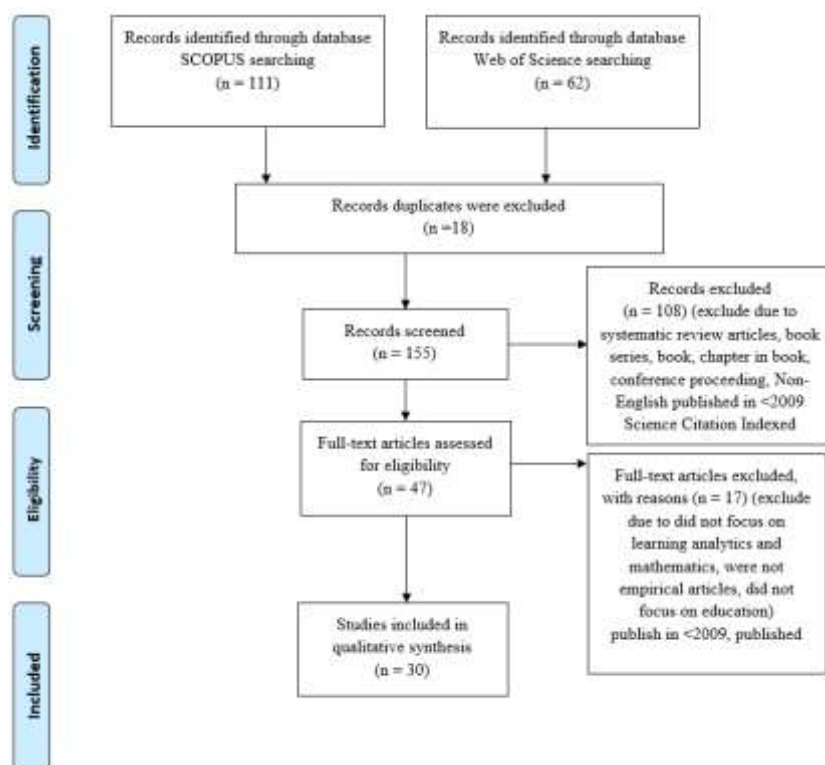 Identification
Records identified through database
SCOPUS searching
(n = 111)
Records identified through database
Web of Science searching
(n = 62)
Records duplicates were excluded
(n =18)
Screening
Records screened
(n = 155)
Records excluded
(n = 108) (exclude due to
systematic review articles, book
series, book, chapter in book,
conference proceeding, Non-
English published in <2009
Science Citation Indexed
Eligibility
Full-text articles assessed
for eligibility
(n = 47)
Full-text articles excluded,
with reasons (n = 17) (exclude
due to did not focus on
learning analytics and
mathematics, were not
empirical articles, did not
focus on education)
publish in <2009, published
Included
Studies included in
qualitative synthesis
(n = 30)